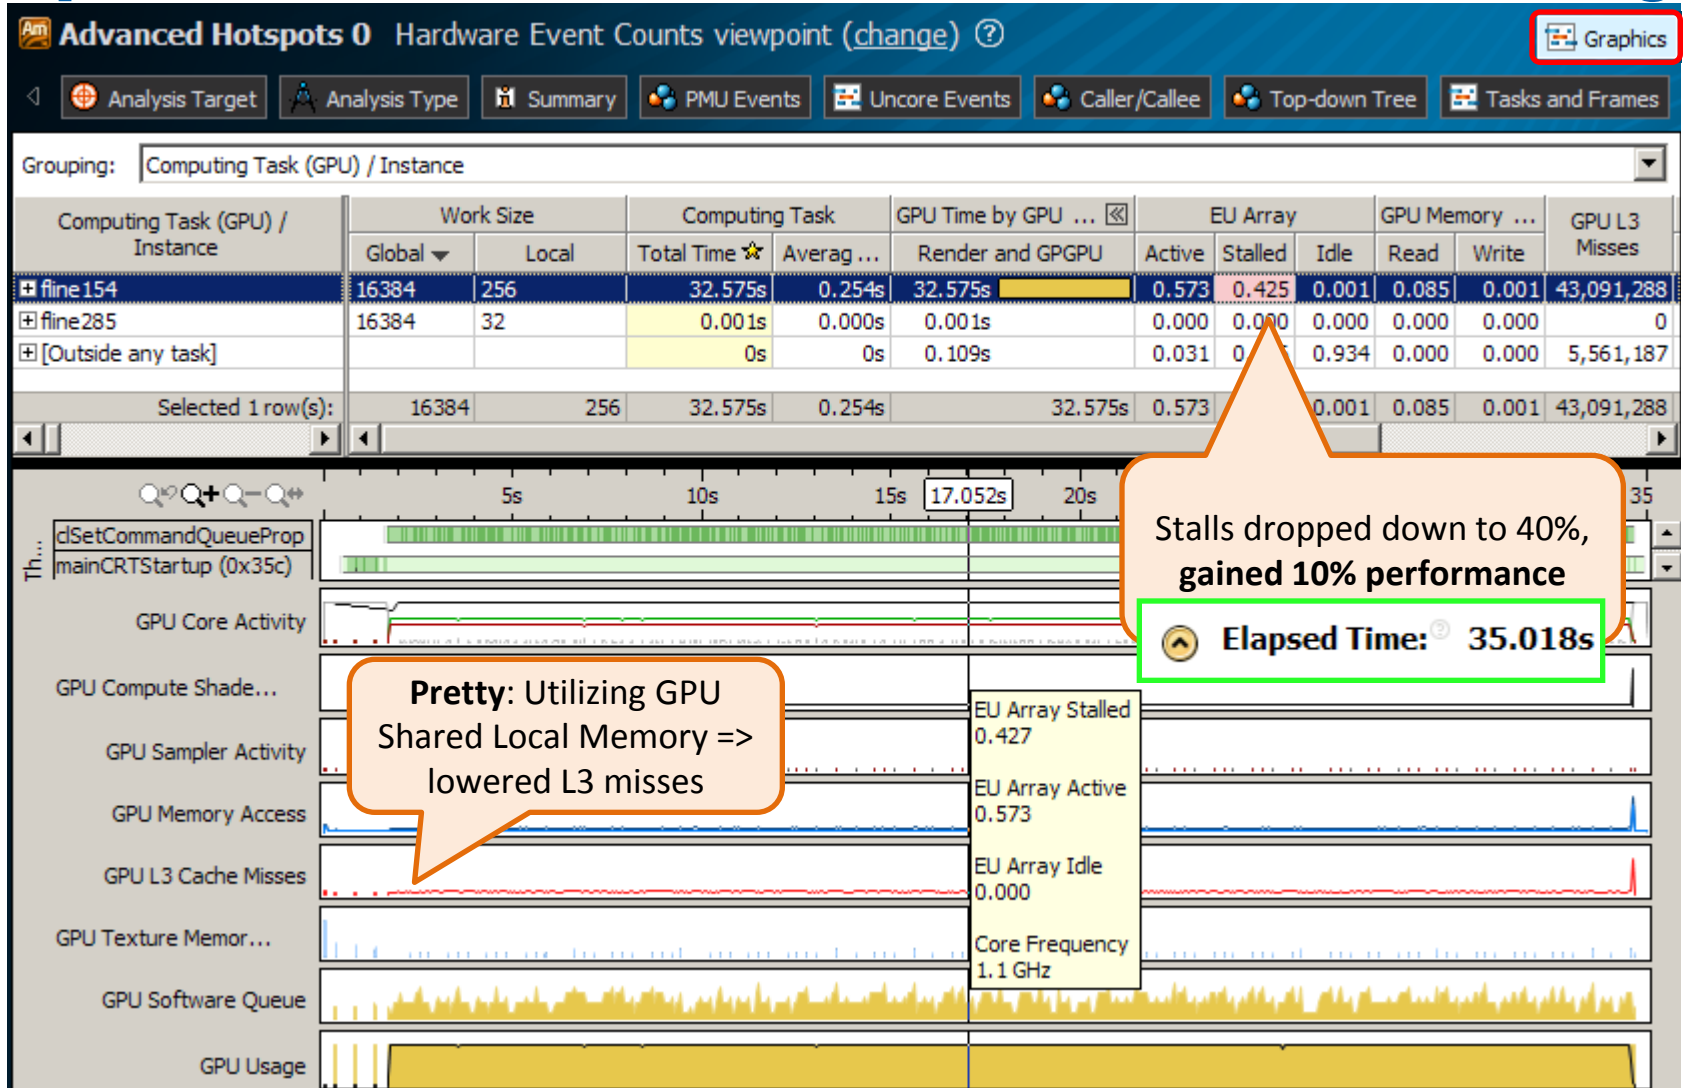 Advanced Hotspots 0 Hardware Event Counts viewpoint (change) ?
Graphics
Analysis Target Analysis Type Summary PMU Events Uncore Events Caller/Callee Top-down Tree Tasks and Frames
Grouping: Computing Task (GPU) / Instance
Computing Task (GPU) / Instance Work Size Computing Task GPU Time by GPU ... EU Array GPU Memory ... GPU L3 Misses
Global Local Total Time Averag ... Render and GPGPU Active Stalled Idle Read Write
fline154 16384 256 32.575s 0.254s 32.575s 0.573 0.425 0.001 0.085 0.001 43,091,288
fline285 16384 32 0.001s 0.000s 0.001s 0.000 0.000 0.000 0.000 0.000 0
[Outside any task] 0s 0s 0.109s 0.031 0.934 0.000 0.000 5,561,187
Selected 1 row(s): 16384 256 32.575s 0.254s 32.575s 0.573 0.001 0.085 0.001 43,091,288
5s 10s 15s 17.052s 20s 35
Th...
clSetCommandQueueProp
mainCRTStartup (0x35c)
Stalls dropped down to 40%,
gained 10% performance
Elapsed Time: ? 35.018s
GPU Core Activity
GPU Compute Shade...
GPU Sampler Activity
GPU Memory Access
GPU L3 Cache Misses
GPU Texture Memor...
GPU Software Queue
GPU Usage
Pretty: Utilizing GPU
Shared Local Memory =>
lowered L3 misses
EU Array Stalled
0.427
EU Array Active
0.573
EU Array Idle
0.000
Core Frequency
1.1 GHz